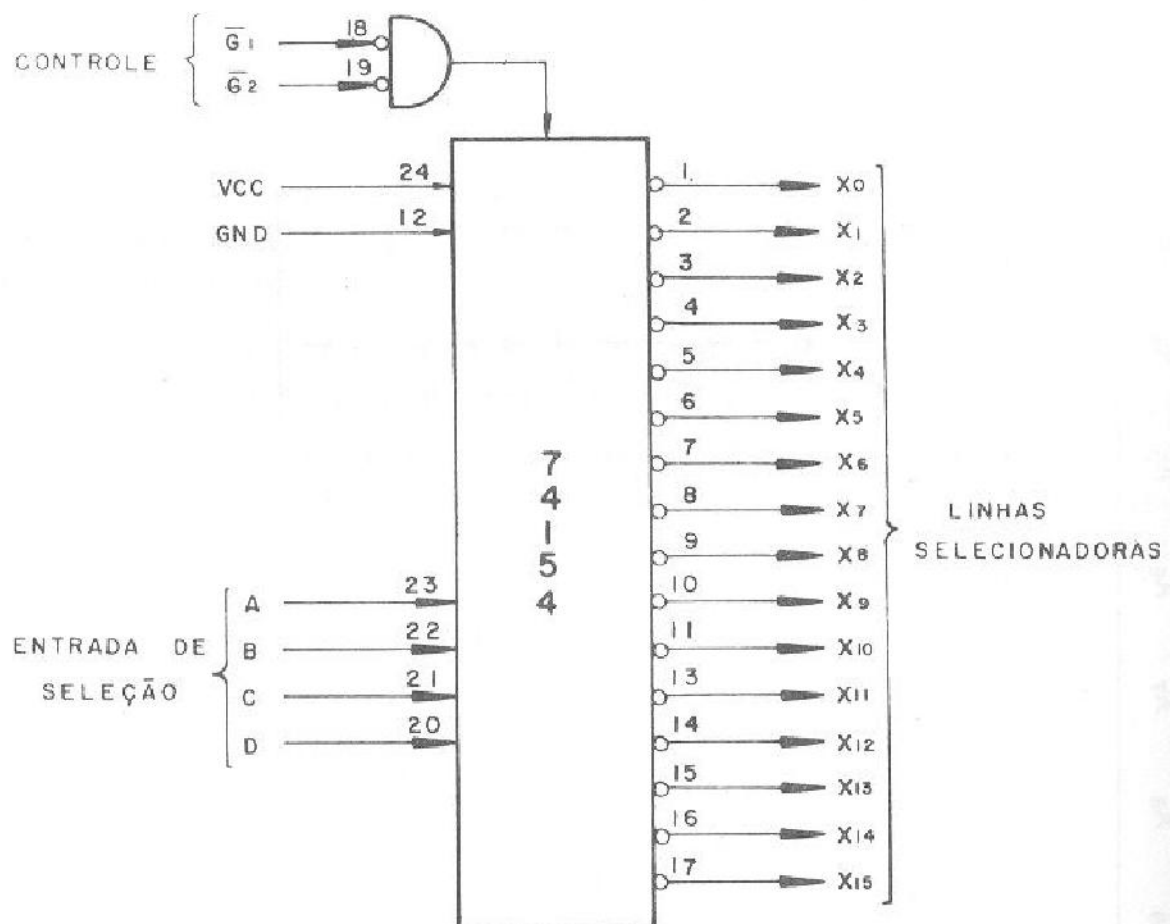 CONTROLE
G̅1 18
G̅2 19
VCC 24
GND 12
A 23
B 22
C 21
D 20
ENTRADA DE
SELEÇÃO
7
4
1
5
4
1. X0
2 X1
3 X2
4 X3
5 X4
6 X5
7 X6
8 X7
9 X8
10 X9
11 X10
13 X11
14 X12
15 X13
16 X14
17 X15
LINHAS
SELECIONADORAS